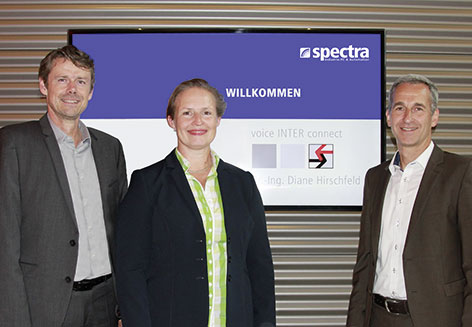 spectra
WILLKOMMEN
voice INTER connect
Ing. Diane Hirschfeld